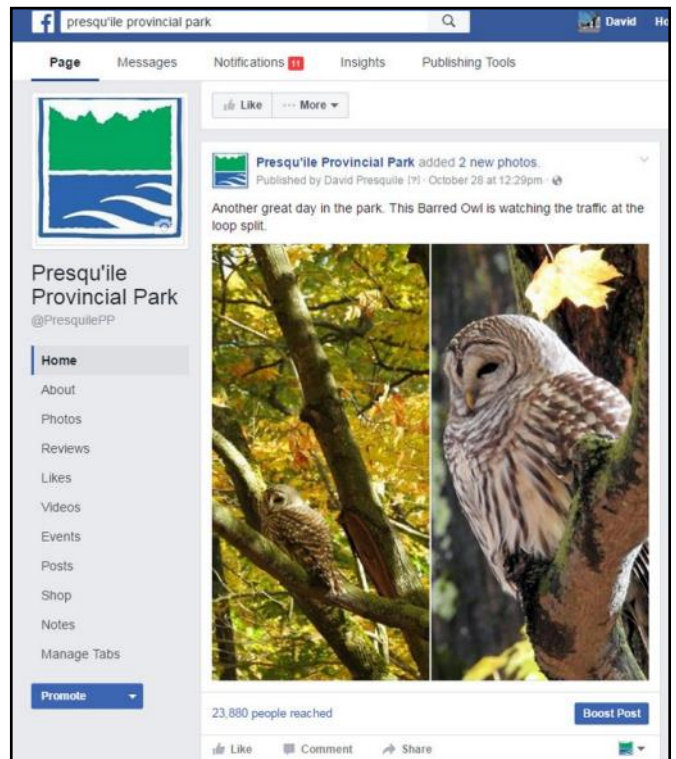 presqu'ile provincial park
David
Page Messages Notifications 11 Insights Publishing Tools
Like ··· More
Presqu'ile
Provincial Park
@PresquilePP
Home
About
Photos
Reviews
Likes
Videos
Events
Posts
Shop
Notes
Manage Tabs
Promote
Presqu'ile Provincial Park added 2 new photos.
Published by David Presquile [?] · October 28 at 12:29pm ·
Another great day in the park. This Barred Owl is watching the traffic at the
loop split.
23,880 people reached
Boost Post
Like Comment Share